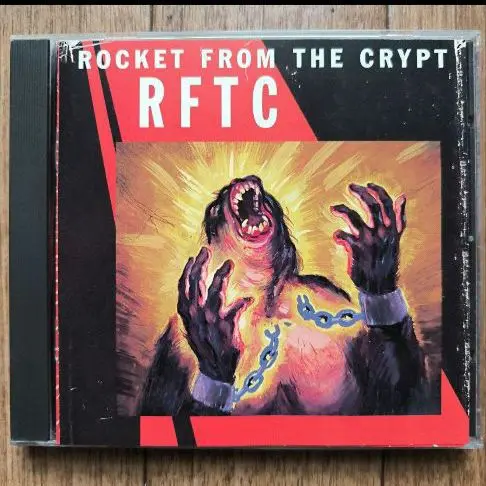 ROCKET FROM THE CRYPT
RFTC